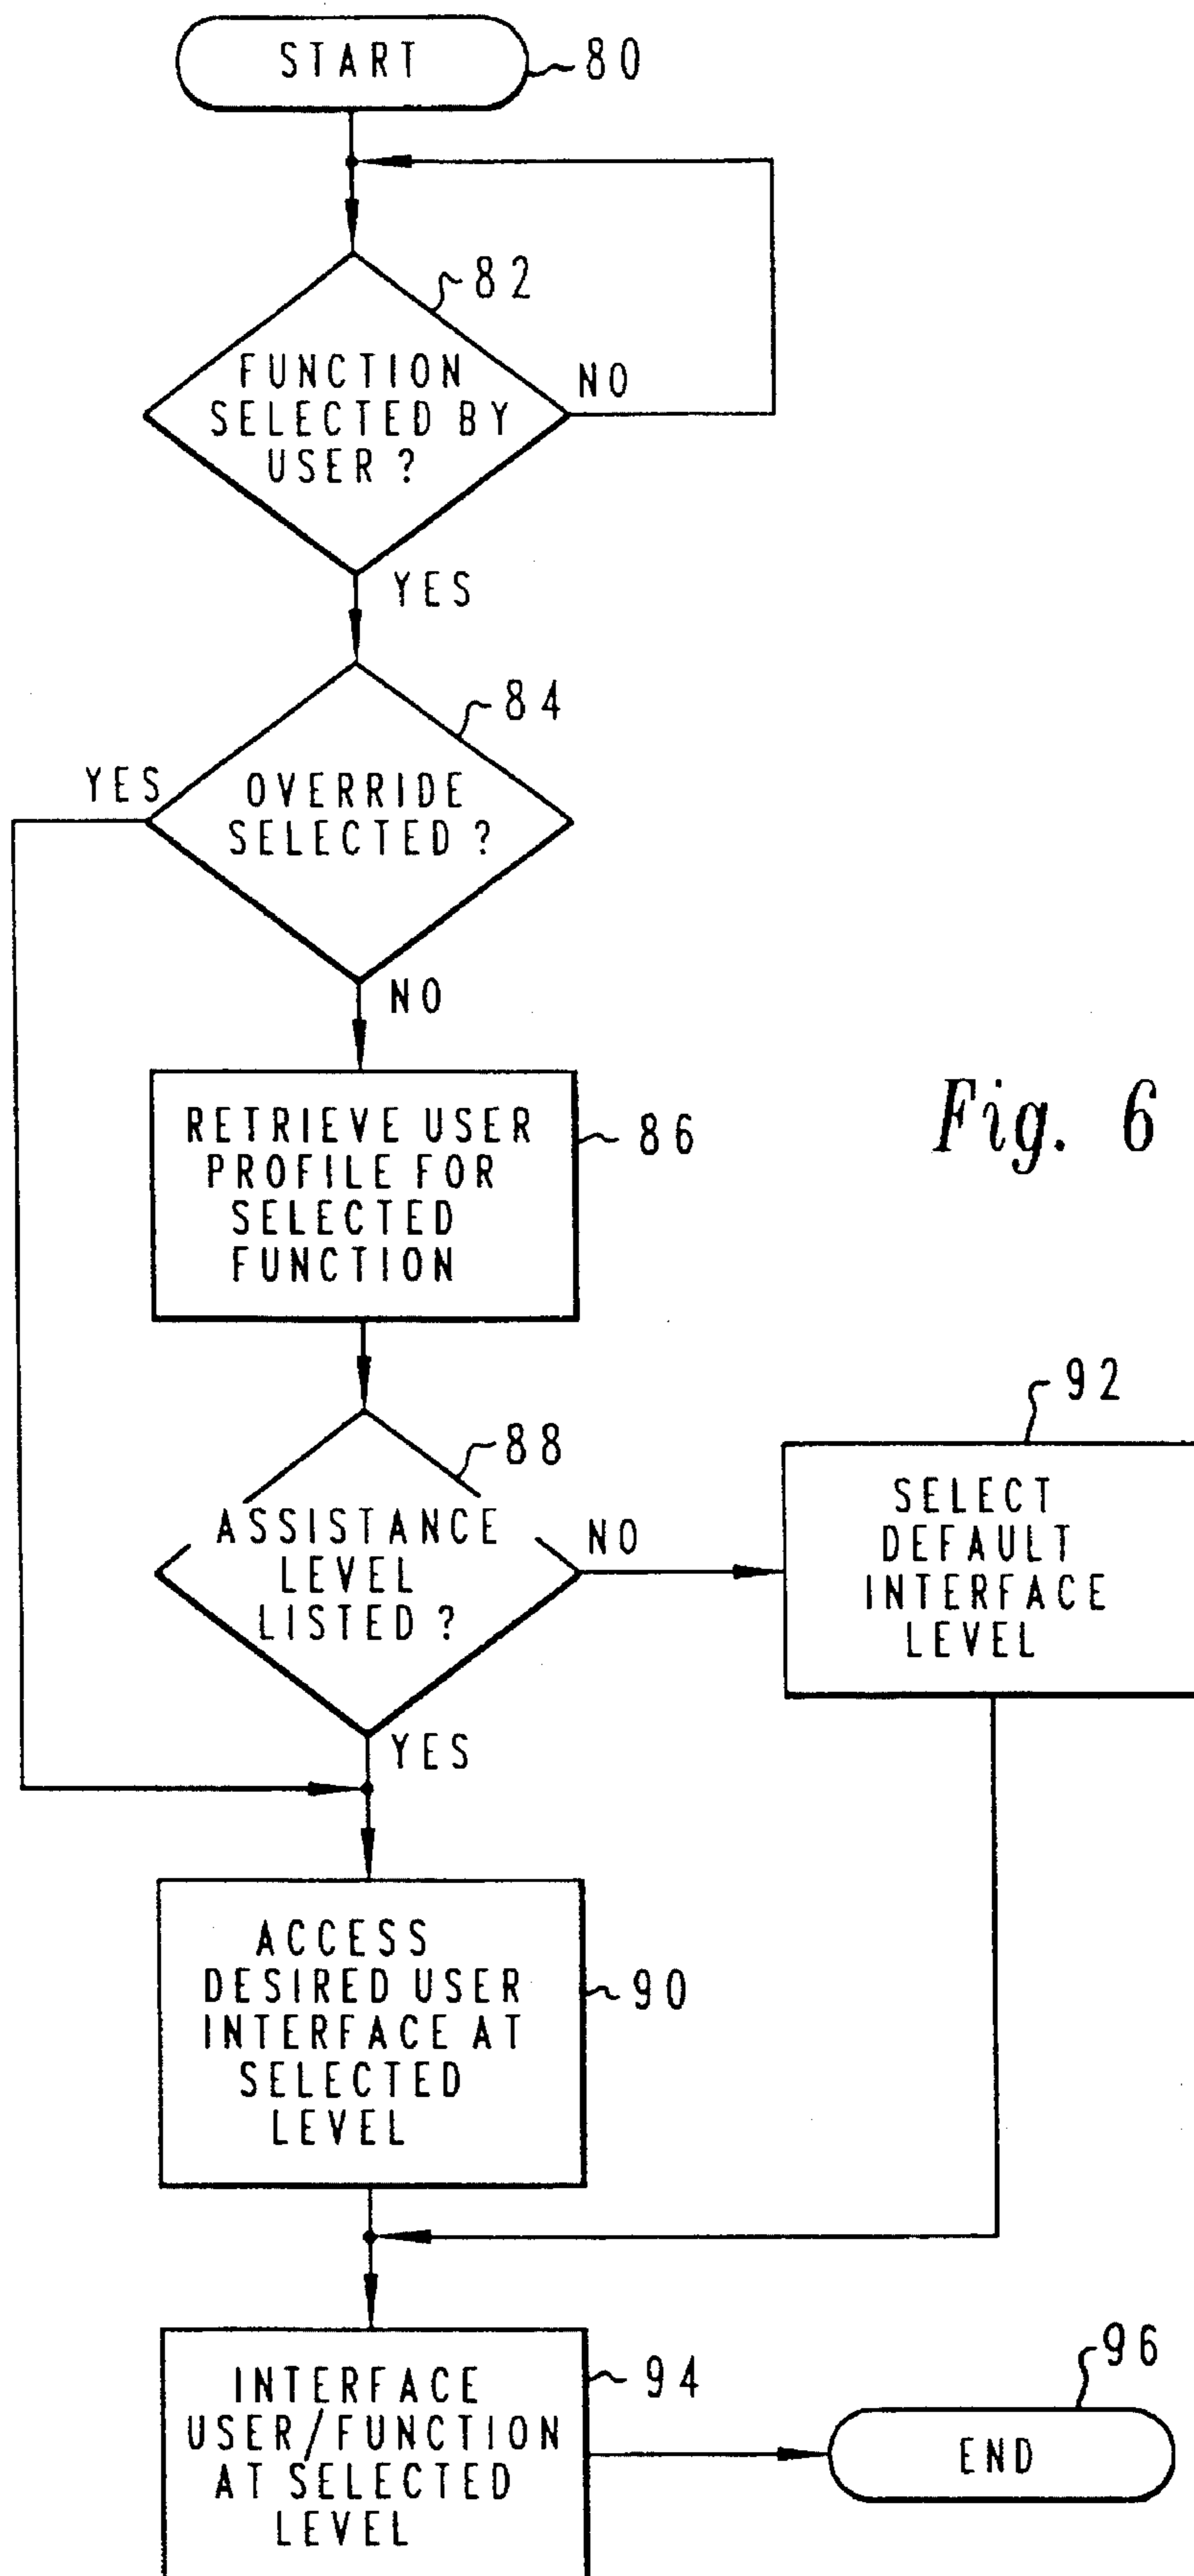 START
80
82
FUNCTION
SELECTED BY
USER ?
NO
YES
84
YES
OVERRIDE
SELECTED ?
NO
RETRIEVE USER
PROFILE FOR
SELECTED
FUNCTION
86
Fig. 6
88
ASSISTANCE
LEVEL
LISTED ?
NO
92
SELECT
DEFAULT
INTERFACE
LEVEL
YES
ACCESS
DESIRED USER
INTERFACE AT
SELECTED
LEVEL
90
INTERFACE
USER/FUNCTION
AT SELECTED
LEVEL
94
96
END